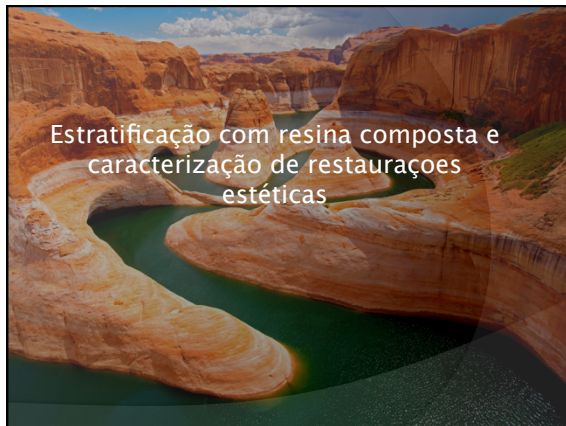 Estratificação com resina composta e
caracterização de restauraçoes
estéticas